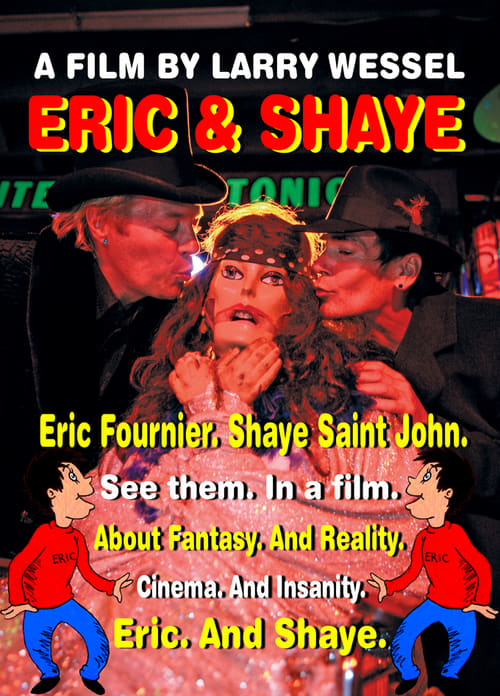 A FILM BY LARRY WESSEL
ERIC & SHAYE
TONIC
Eric Fournier. Shaye Saint John.
See them. In a film.
About Fantasy. And Reality.
Cinema. And Insanity.
Eric. And Shaye.
ERIC
ERIC